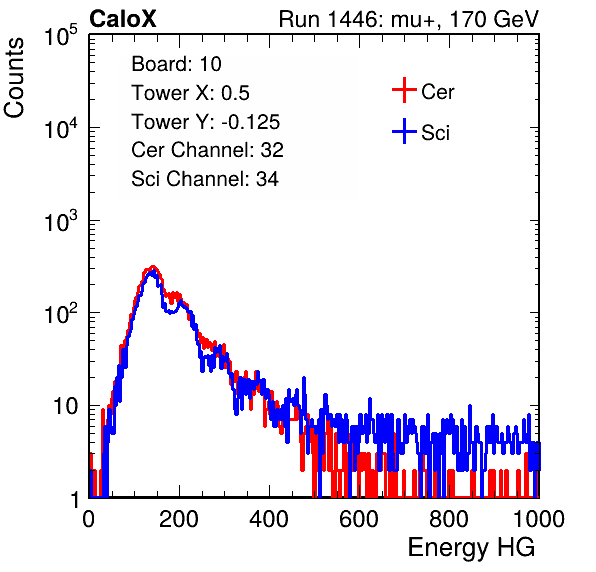 CaloX Run 1446: mu+, 170 GeV
Counts
Board: 10
Tower X: 0.5
Tower Y: -0.125
Cer Channel: 32
Sci Channel: 34
Cer
Sci
10^5
10^4
10^3
10^2
10
1
0 200 400 600 800 1000
Energy HG